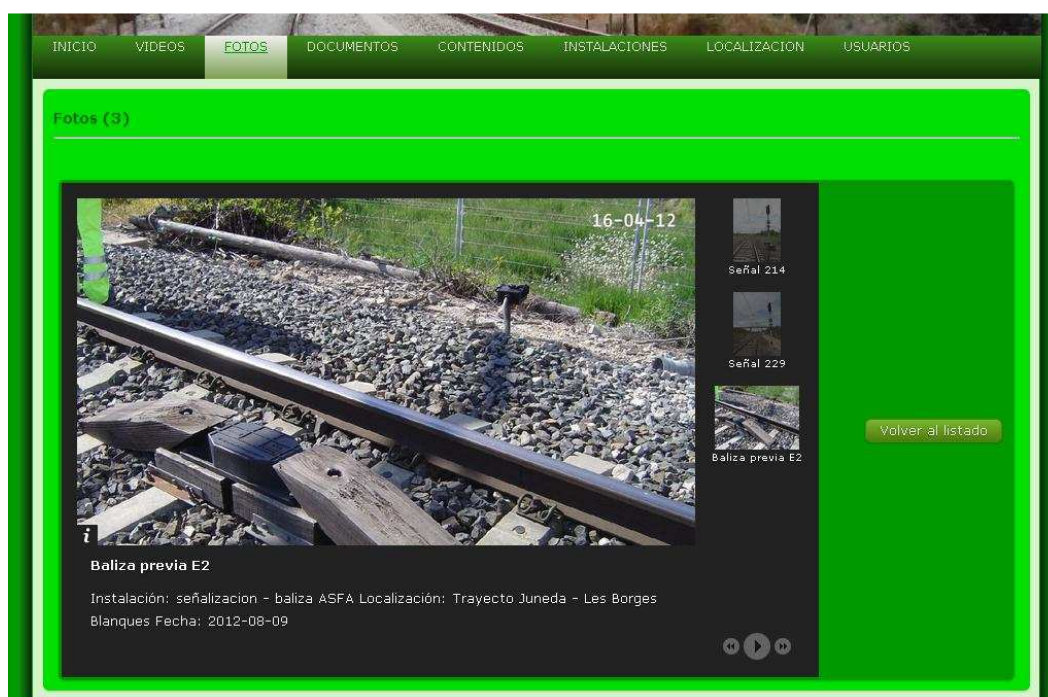 INICIO VIDEOS FOTOS DOCUMENTOS CONTENIDOS INSTALACIONES LOCALIZACION USUARIOS
Fotos (3)
16-04-12
Señal 214
Señal 229
Baliza previa E2
Volver al listado
i
Baliza previa E2
Instalación: señalizacion - baliza ASFA Localización: Trayecto Juneda - Les Borges
Blanques Fecha: 2012-08-09